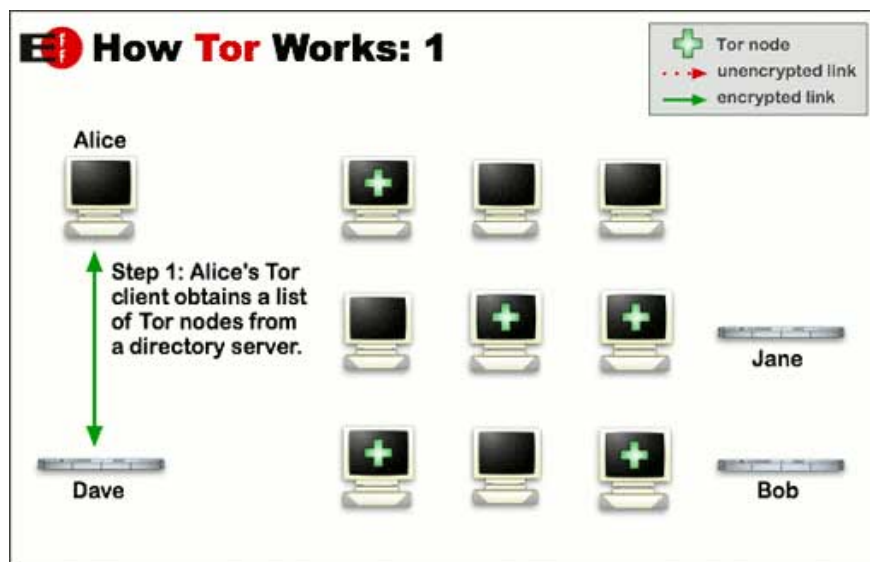 EFF How Tor Works: 1
Tor node
unencrypted link
encrypted link
Alice
Step 1: Alice's Tor
client obtains a list
of Tor nodes from
a directory server.
Jane
Dave
Bob